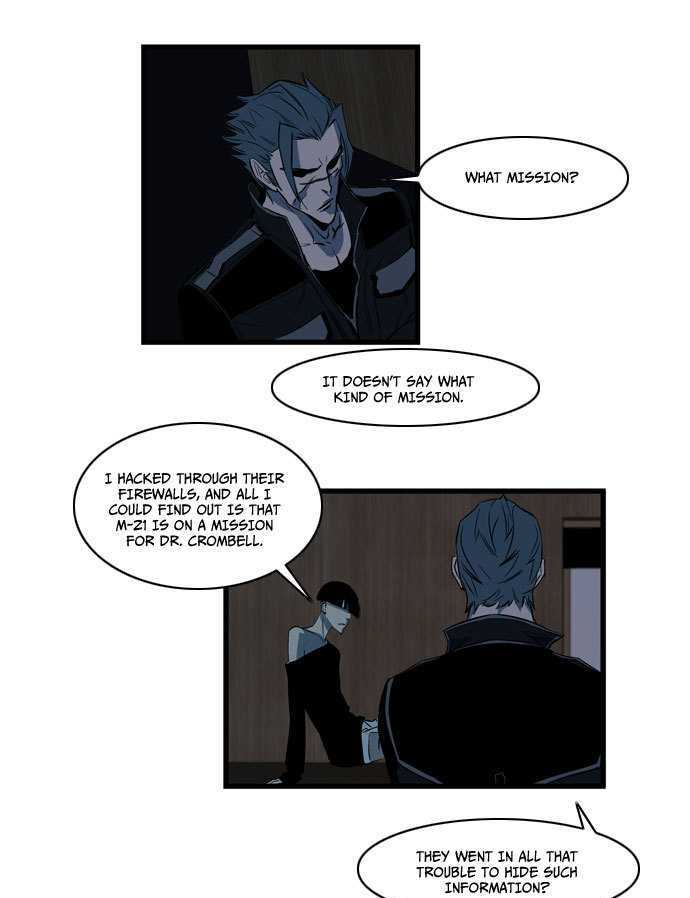 WHAT MISSION?
IT DOESN'T SAY WHAT
KIND OF MISSION.
I HACKED THROUGH THEIR
FIREWALLS, AND ALL I
COULD FIND OUT IS THAT
M-21 IS ON A MISSION
FOR DR. CROMBELL.
THEY WENT IN ALL THAT
TROUBLE TO HIDE SUCH
INFORMATION?